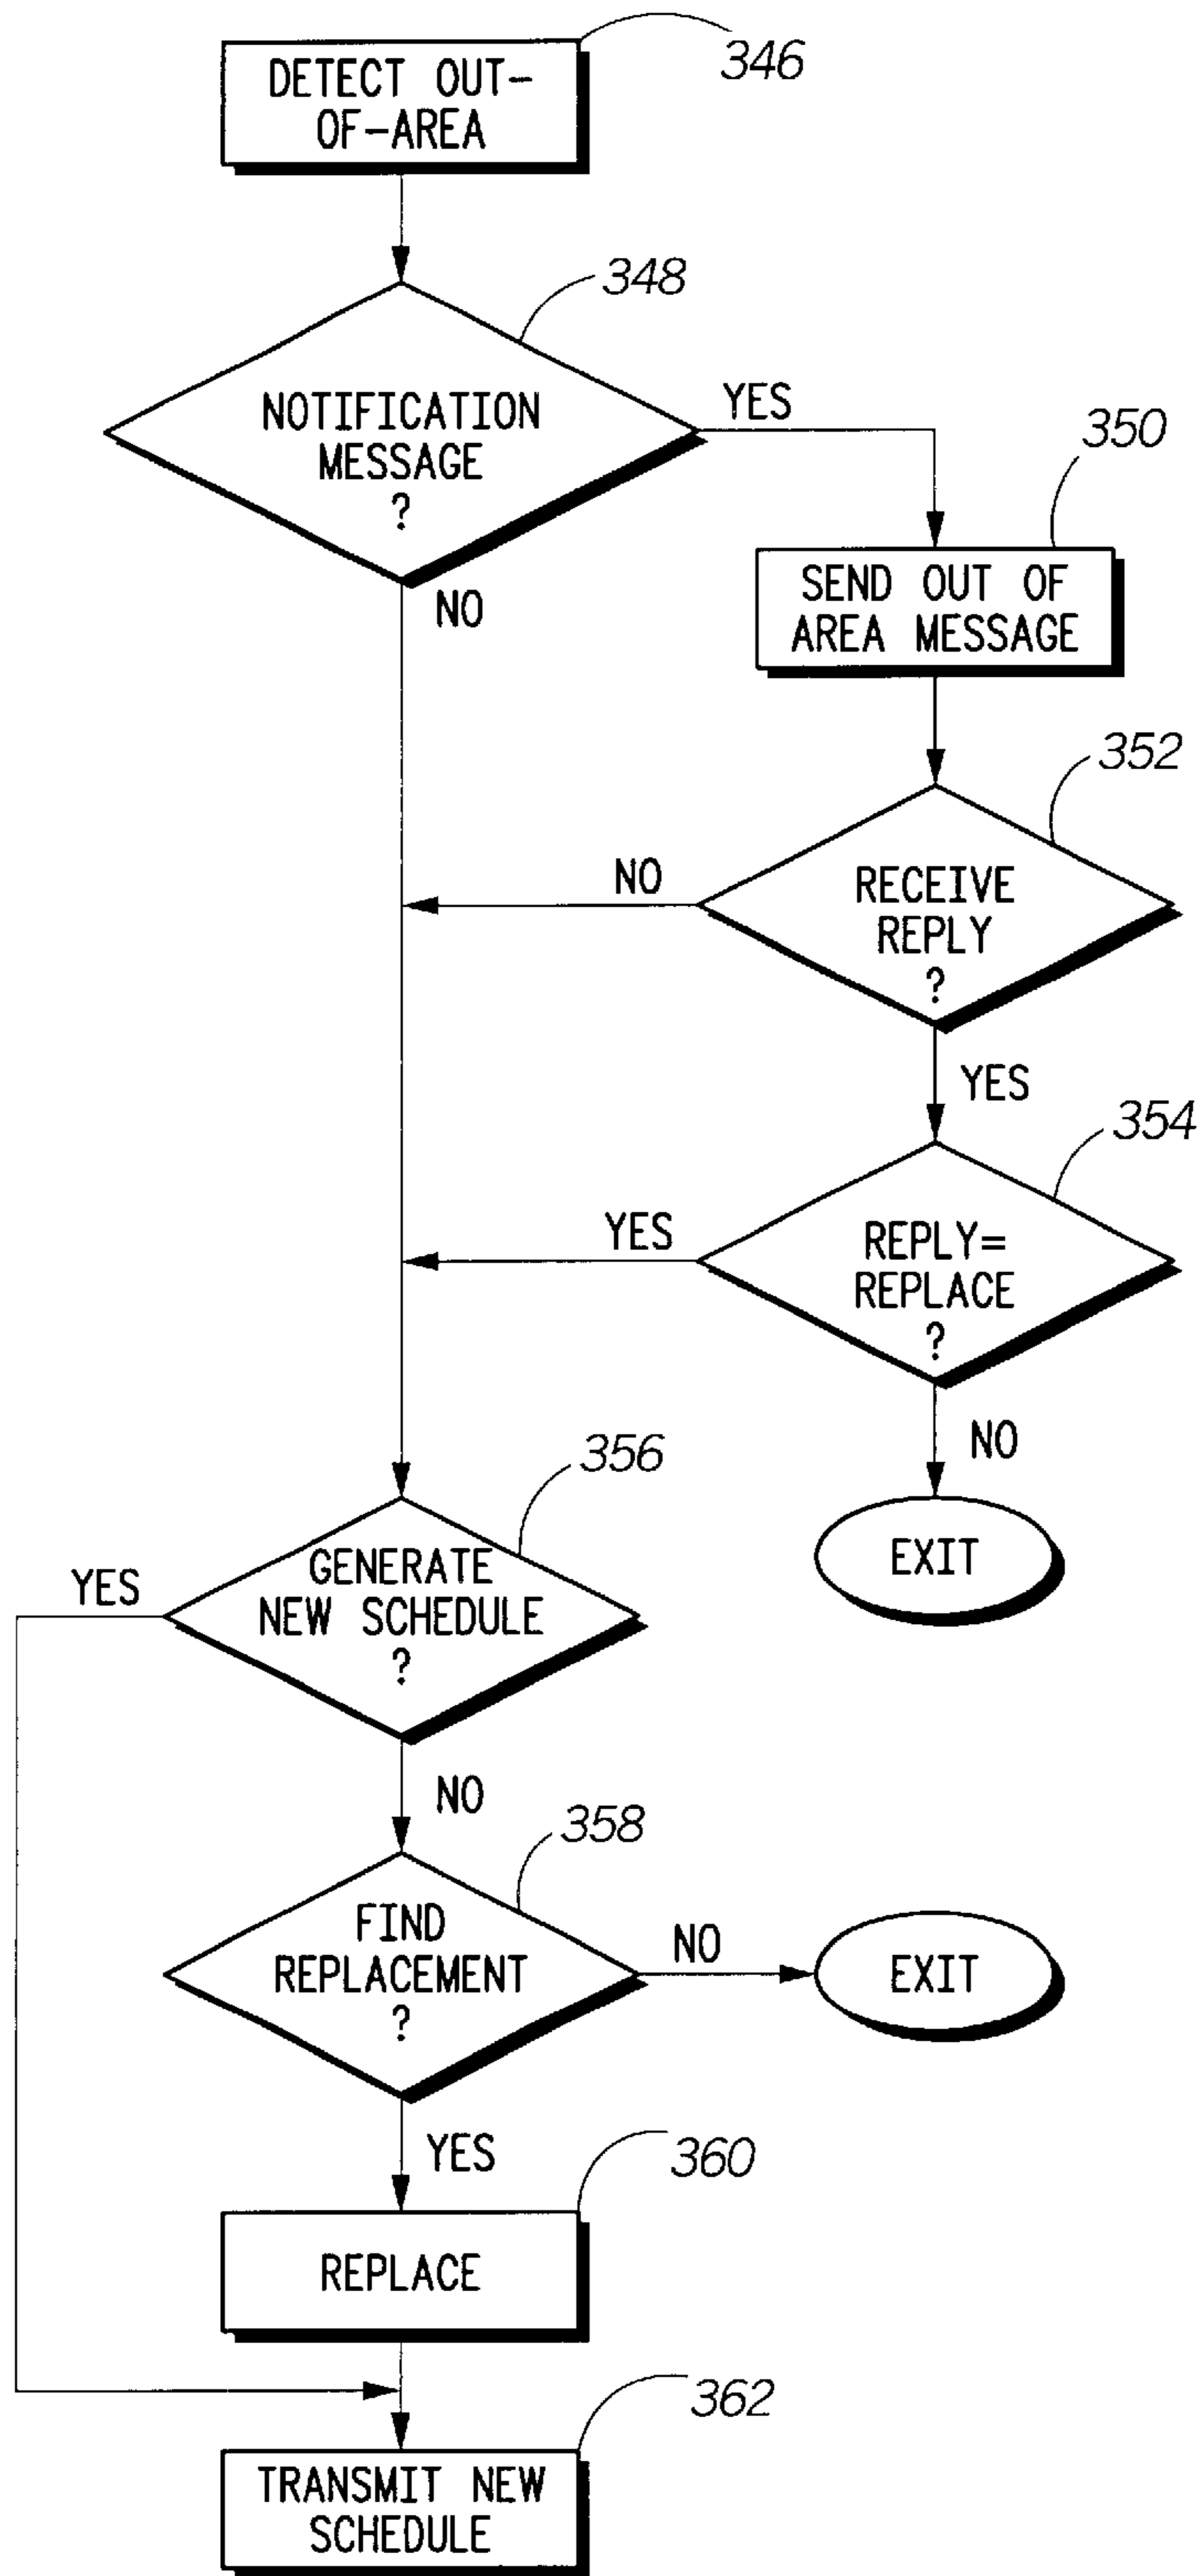 346
DETECT OUT-
OF-AREA
348
NOTIFICATION
MESSAGE
?
YES
NO
350
SEND OUT OF
AREA MESSAGE
352
RECEIVE
REPLY
?
NO
YES
354
REPLY=
REPLACE
?
YES
NO
EXIT
356
GENERATE
NEW SCHEDULE
?
YES
NO
358
FIND
REPLACEMENT
?
NO
EXIT
YES
360
REPLACE
362
TRANSMIT NEW
SCHEDULE